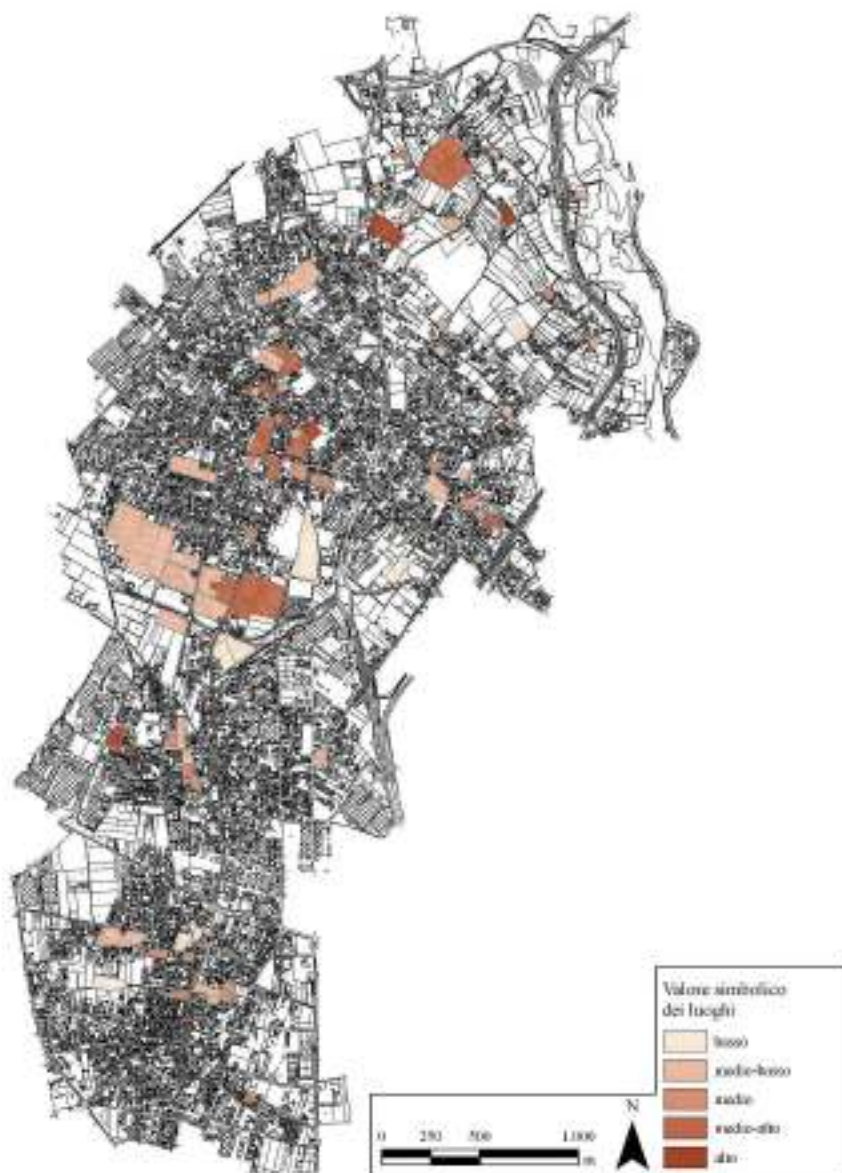 Valore simbolico
dei luoghi
basso
medio-basso
medio
medio-alto
alto
N
0 250 500 1.000
m